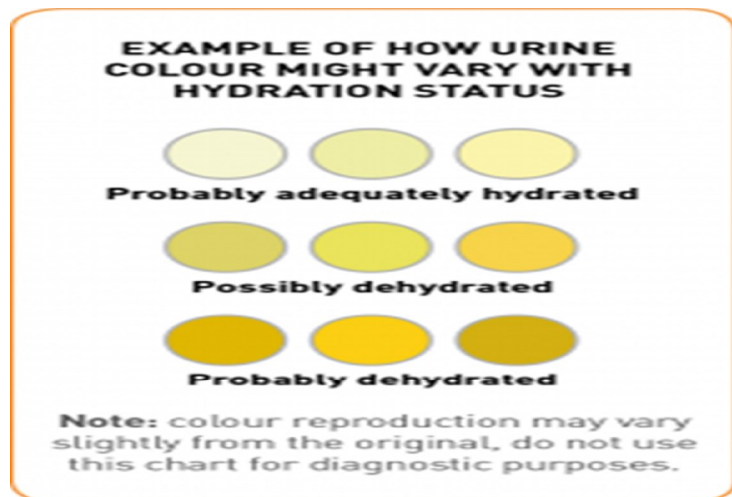 EXAMPLE OF HOW URINE
COLOUR MIGHT VARY WITH
HYDRATION STATUS
Probably adequately hydrated
Possibly dehydrated
Probably dehydrated
Note: colour reproduction may vary
slightly from the original, do not use
this chart for diagnostic purposes.